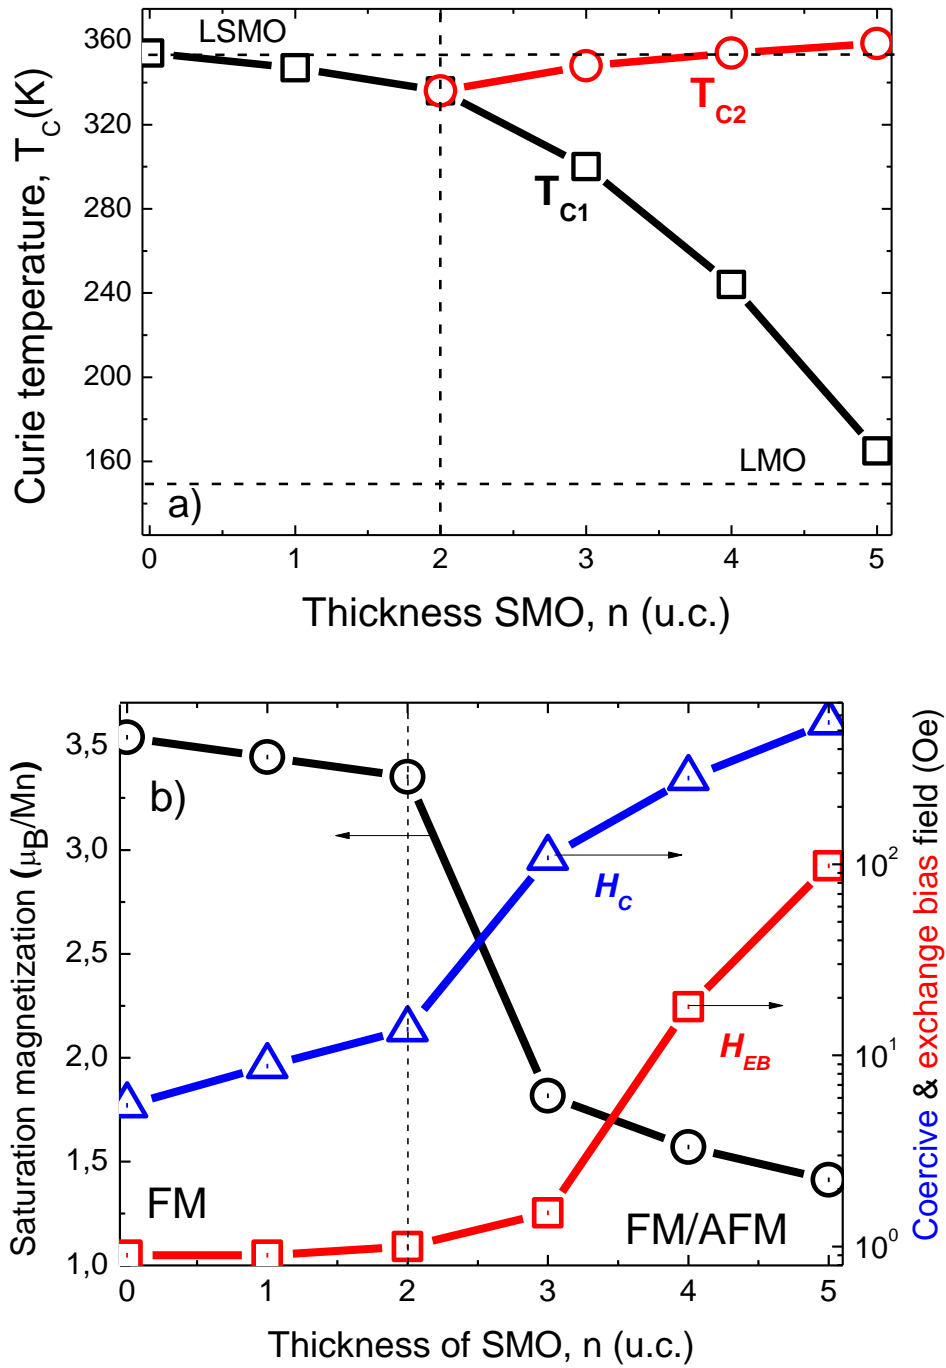 360
320
280
240
200
160
Curie temperature, T_C(K)
LSMO
T_C2
T_C1
LMO
a)
0 1 2 3 4 5
Thickness SMO, n (u.c.)
3,5
3,0
2,5
2,0
1,5
1,0
Saturation magnetization (μB/Mn)
b)
H_C
H_EB
FM
FM/AFM
10^2
10^1
10^0
Coercive & exchange bias field (Oe)
0 1 2 3 4 5
Thickness of SMO, n (u.c.)